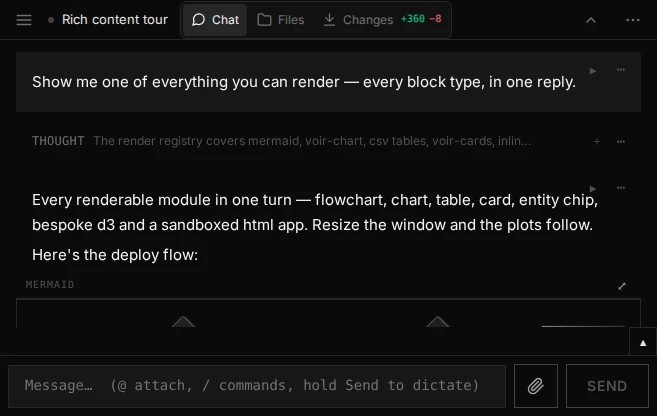 Rich content tour
Chat
Files
Changes +360 −8
Show me one of everything you can render — every block type, in one reply.
THOUGHT The render registry covers mermaid, voir-chart, csv tables, voir-cards, inlin...
Every renderable module in one turn — flowchart, chart, table, card, entity chip,
bespoke d3 and a sandboxed html app. Resize the window and the plots follow.
Here's the deploy flow:
MERMAID
Message… (@ attach, / commands, hold Send to dictate)
SEND